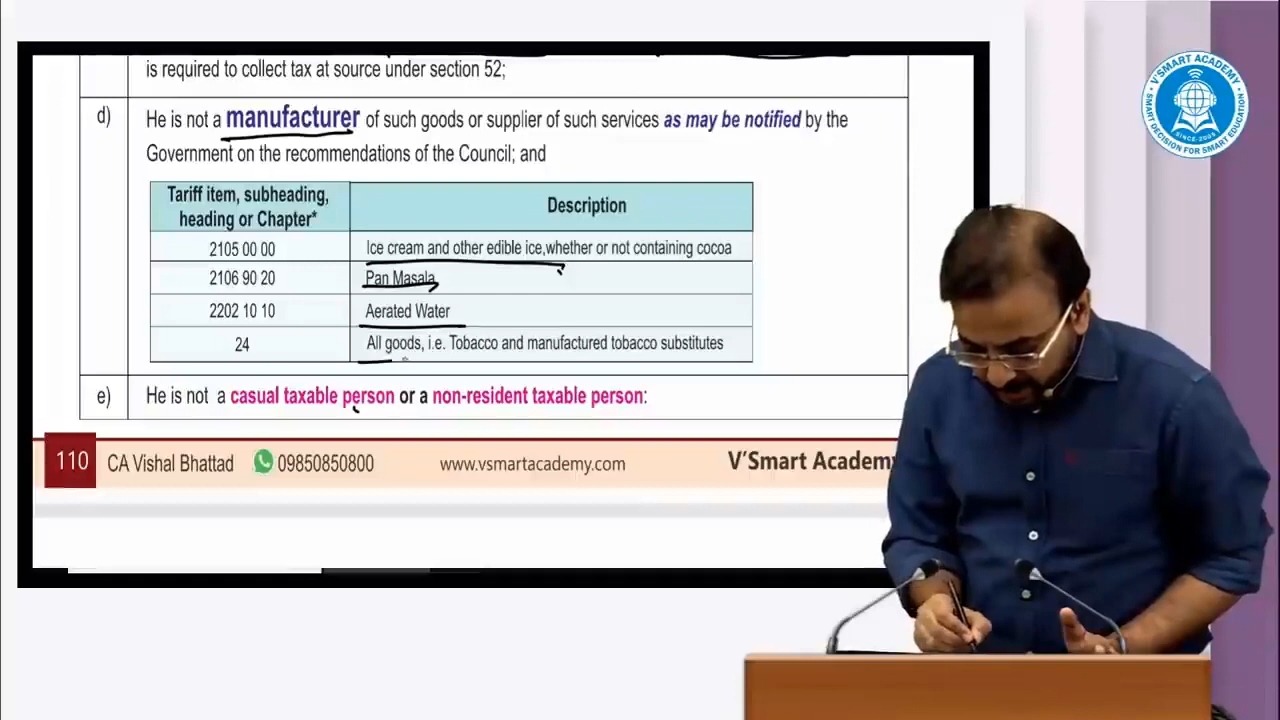 is required to collect tax at source under section 52;
d) He is not a manufacturer of such goods or supplier of such services as may be notified by the
Government on the recommendations of the Council; and
Tariff item, subheading,
heading or Chapter*
Description
2105 00 00 Ice cream and other edible ice,whether or not containing cocoa
2106 90 20 Pan Masala
2202 10 10 Aerated Water
24 All goods, i.e. Tobacco and manufactured tobacco substitutes
e) He is not a casual taxable person or a non-resident taxable person:
110 CA Vishal Bhattad 09850850800 www.vsmartacademy.com V'Smart Academy
V'SMART ACADEMY
SMART DECISION FOR SMART EDUCATION
SINCE-2005